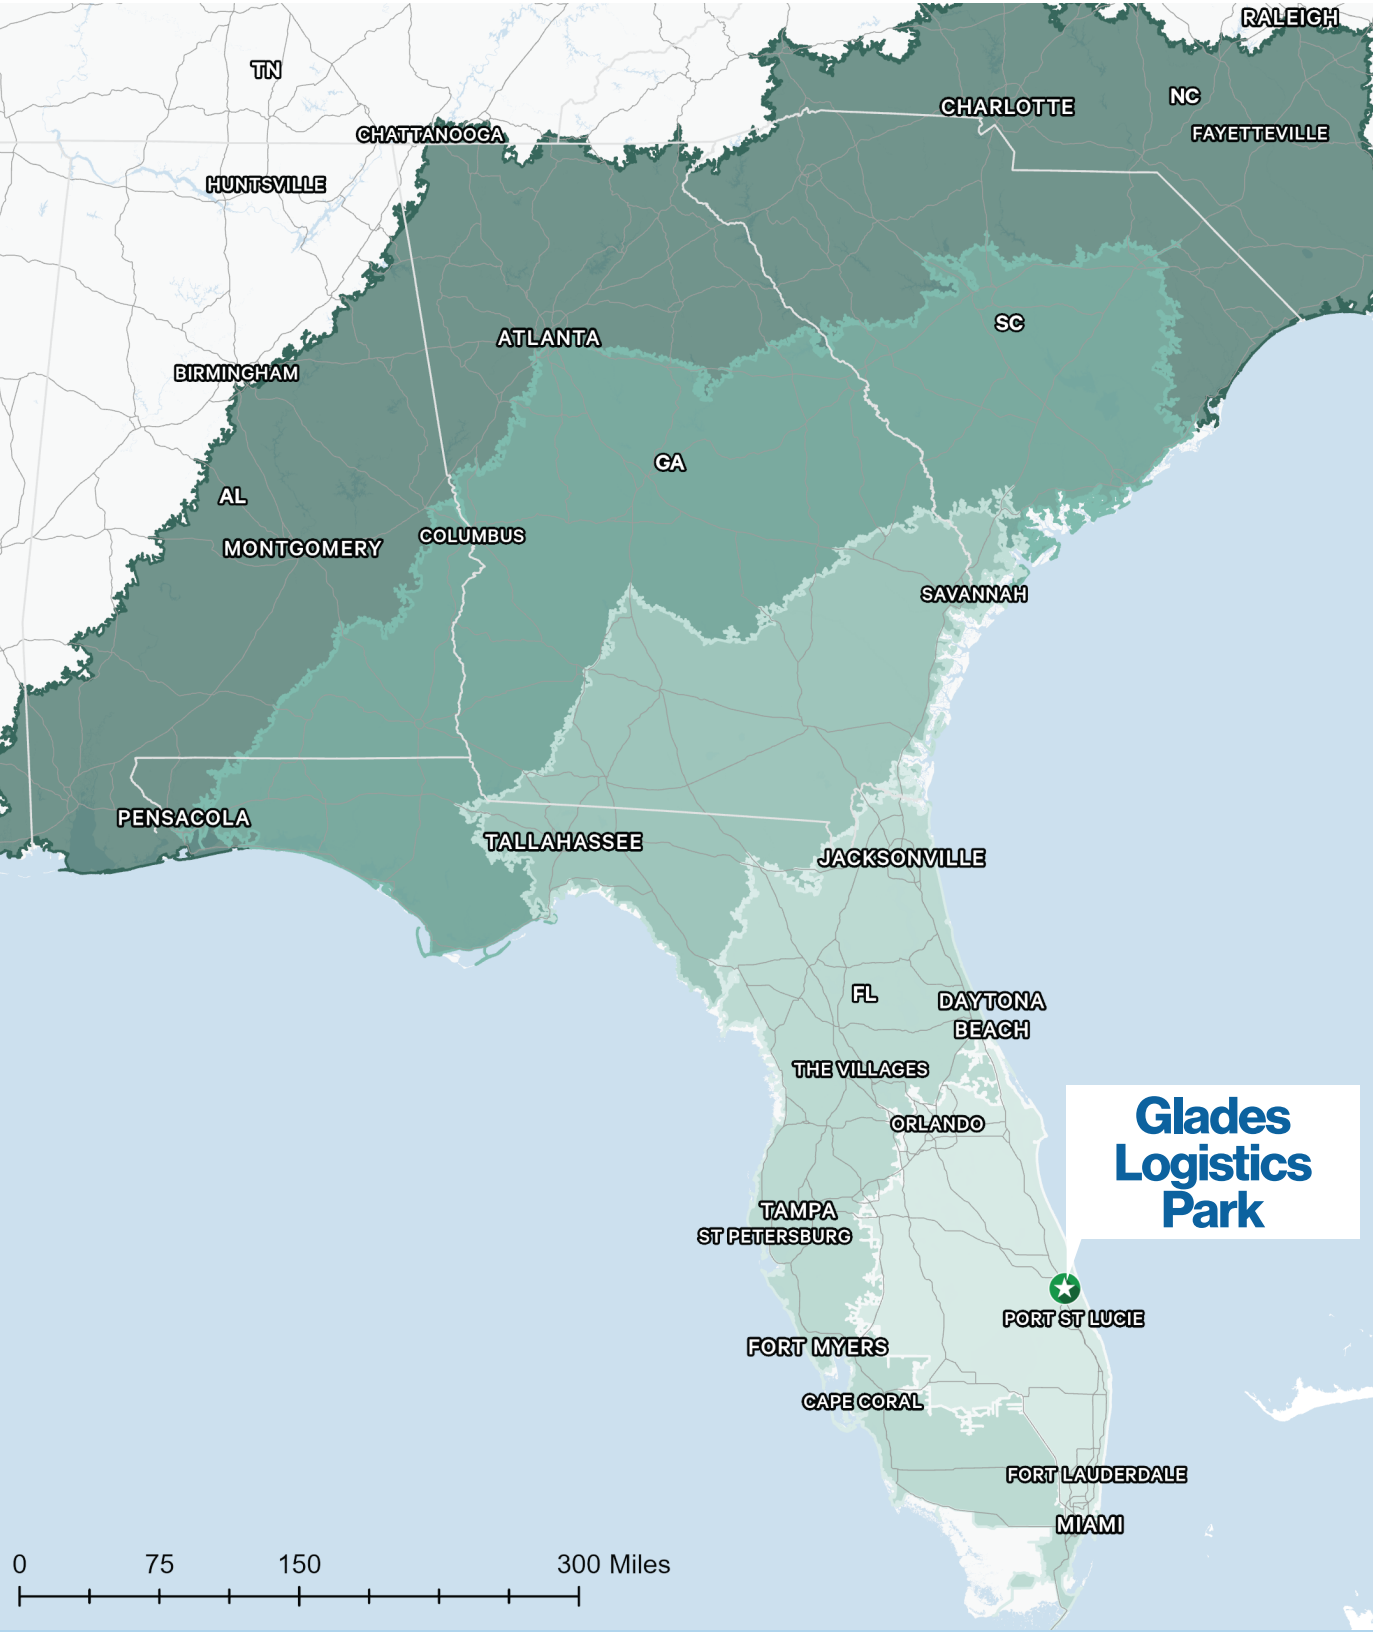 RALEIGH
TN
NC
CHARLOTTE
CHATTANOOGA
FAYETTEVILLE
HUNTSVILLE
SC
ATLANTA
BIRMINGHAM
GA
AL
COLUMBUS
MONTGOMERY
SAVANNAH
PENSACOLA
TALLAHASSEE
JACKSONVILLE
FL
DAYTONA
BEACH
THE VILLAGES
ORLANDO
Glades
Logistics
Park
TAMPA
ST PETERSBURG
PORT ST LUCIE
FORT MYERS
CAPE CORAL
FORT LAUDERDALE
MIAMI
0 75 150 300 Miles